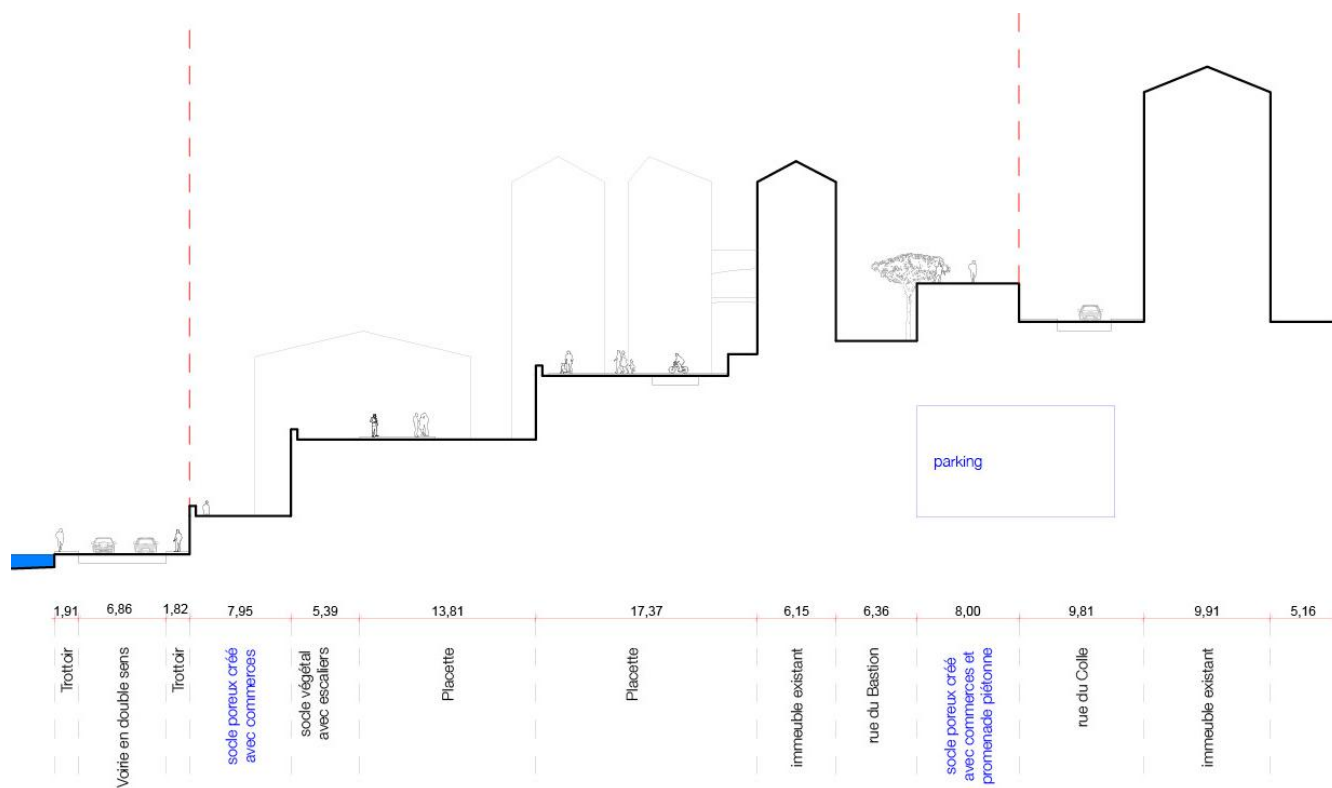 parking
1,91
6,86
1,82
7,95
5,39
13,81
17,37
6,15
6,36
8,00
9,81
9,91
5,16
Trottoir
Voirie en double sens
Trottoir
socle poreux créé
avec commerces
socle végétal
avec escaliers
Placette
Placette
immeuble existant
rue du Bastion
socle poreux créé
avec commerces et
promenade piétonne
rue du Colle
immeuble existant